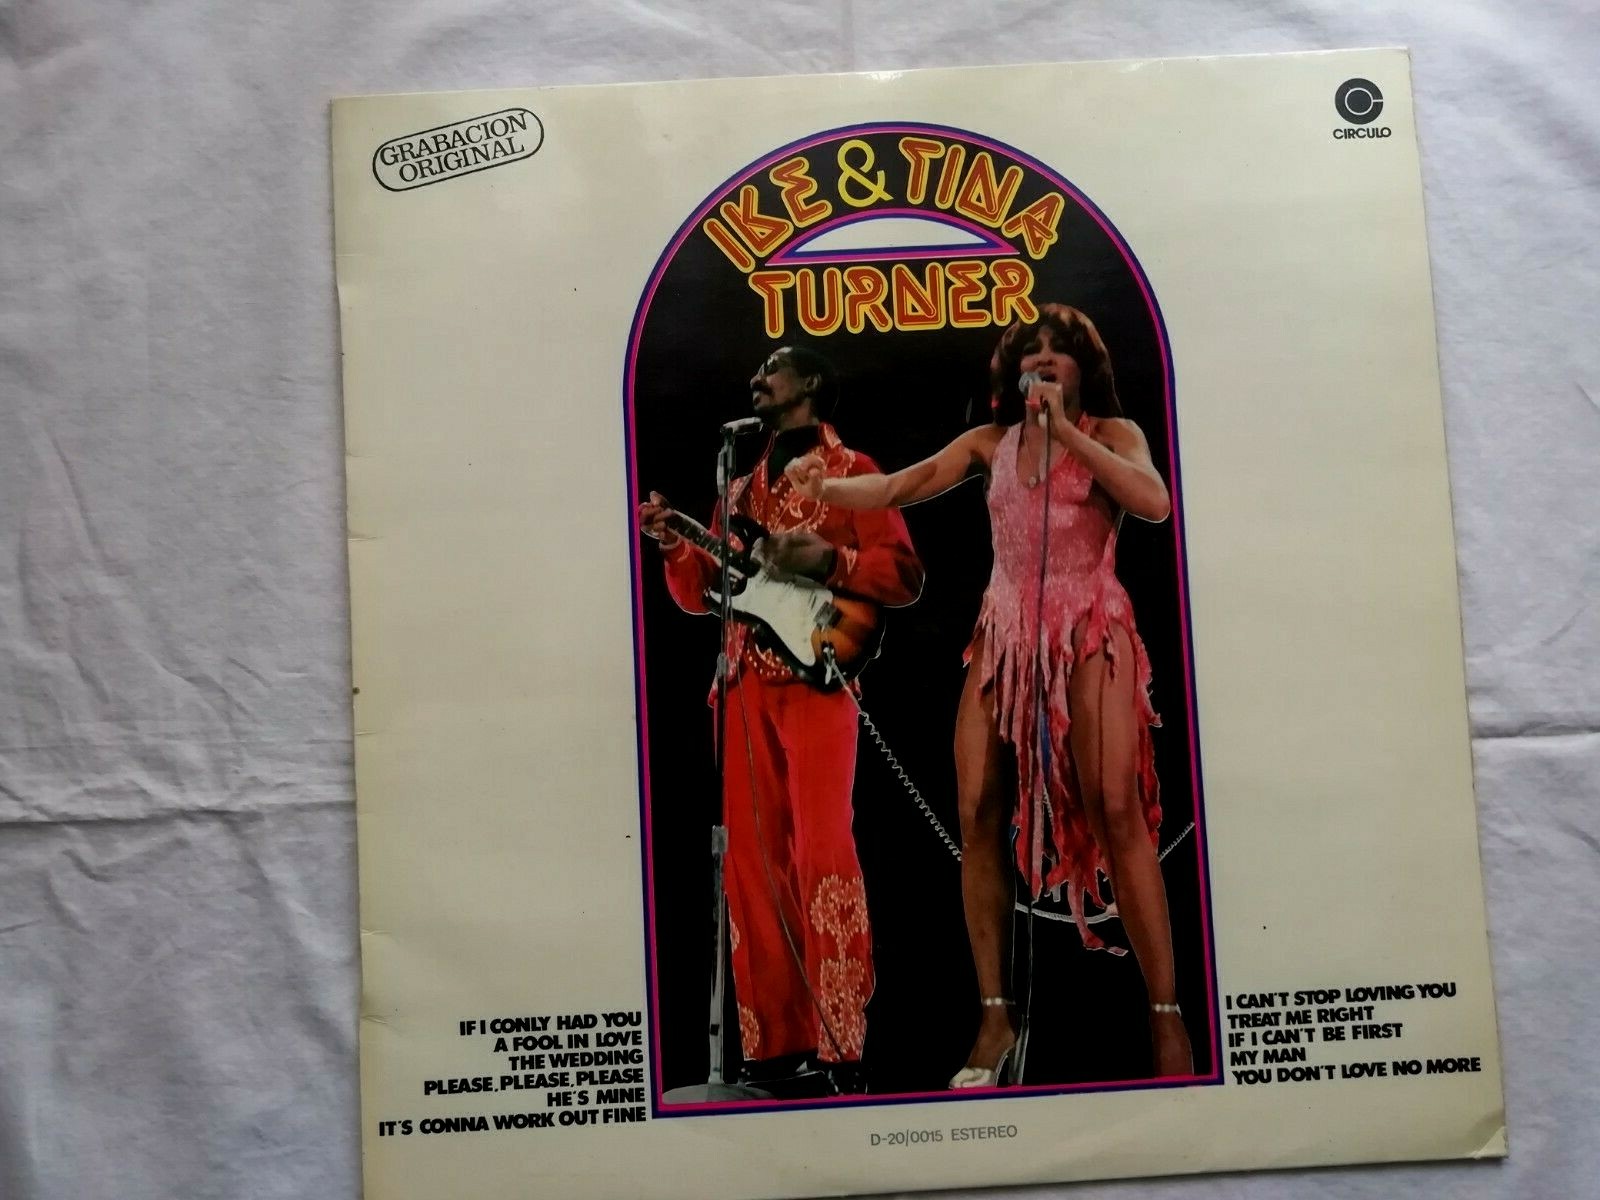 GRABACION
ORIGINAL
CIRCULO
IKE & TINA
TURNER
IF I CONLY HAD YOU
A FOOL IN LOVE
THE WEDDING
PLEASE, PLEASE, PLEASE
HE'S MINE
IT'S CONNA WORK OUT FINE
I CAN'T STOP LOVING YOU
TREAT ME RIGHT
IF I CAN'T BE FIRST
MY MAN
YOU DON'T LOVE NO MORE
D-20/0015 ESTEREO